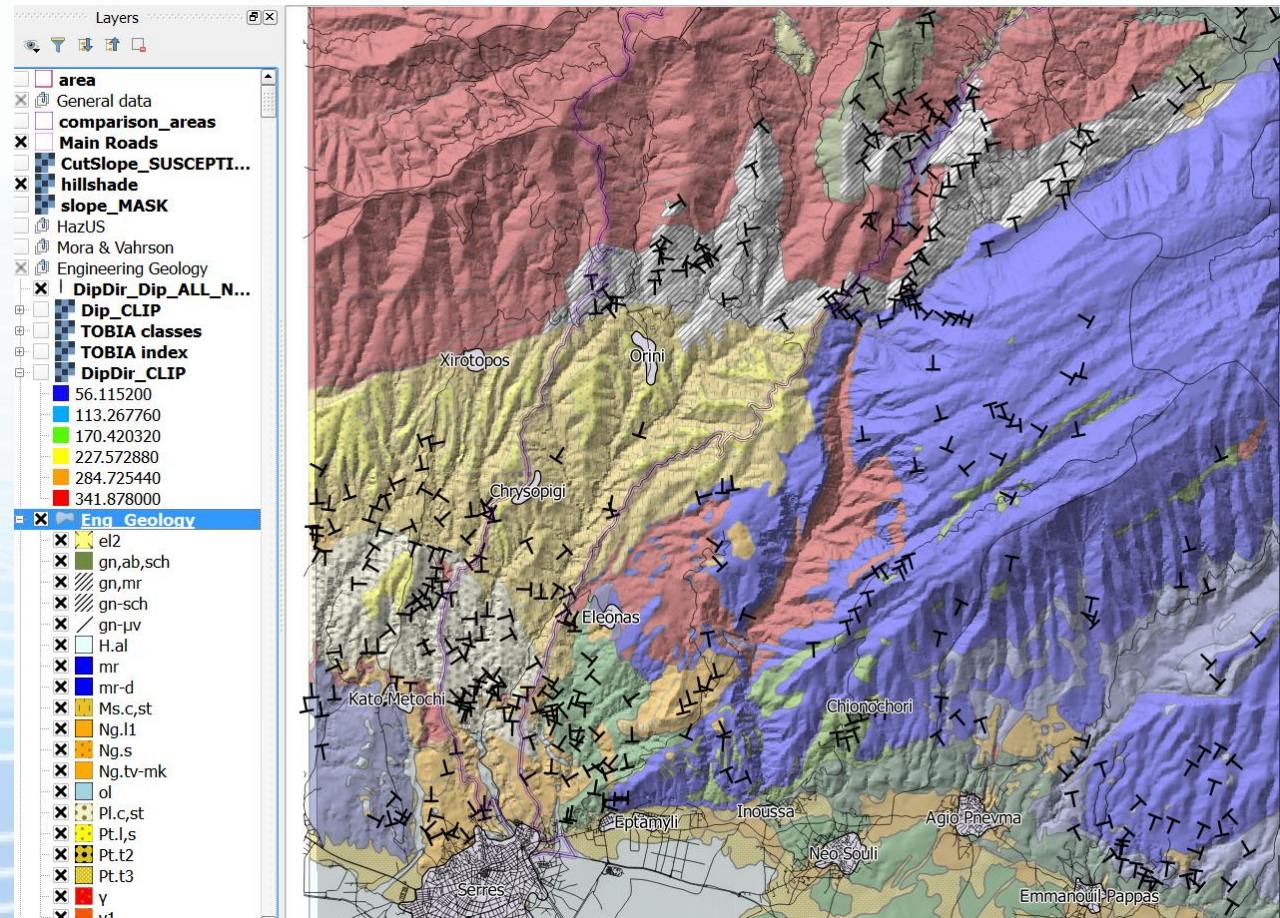 Layers
area
General data
comparison_areas
Main Roads
CutSlope_SUSCEPTI...
hillshade
slope_MASK
HazUS
Mora & Vahrson
Engineering Geology
DipDir_Dip_ALL_N...
Dip_CLIP
TOBIA classes
TOBIA index
DipDir_CLIP
56.115200
113.267760
170.420320
227.572880
284.725440
341.878000
Eng_Geology
el2
gn,ab,sch
gn,mr
gn-sch
gn-μν
H.al
mr
mr-d
Ms.c,st
Ng.l1
Ng.s
Ng.tv-mk
ol
Pl.c,st
Pt.l,s
Pt.t2
Pt.t3
γ
γ1
Xirotopos
Orini
Chrysopigi
Eleonas
Kato Metochi
Chionochori
Eptamyli
Inoussa
Agio Pnevma
Neo Souli
Serres
Emmanouil Pappas